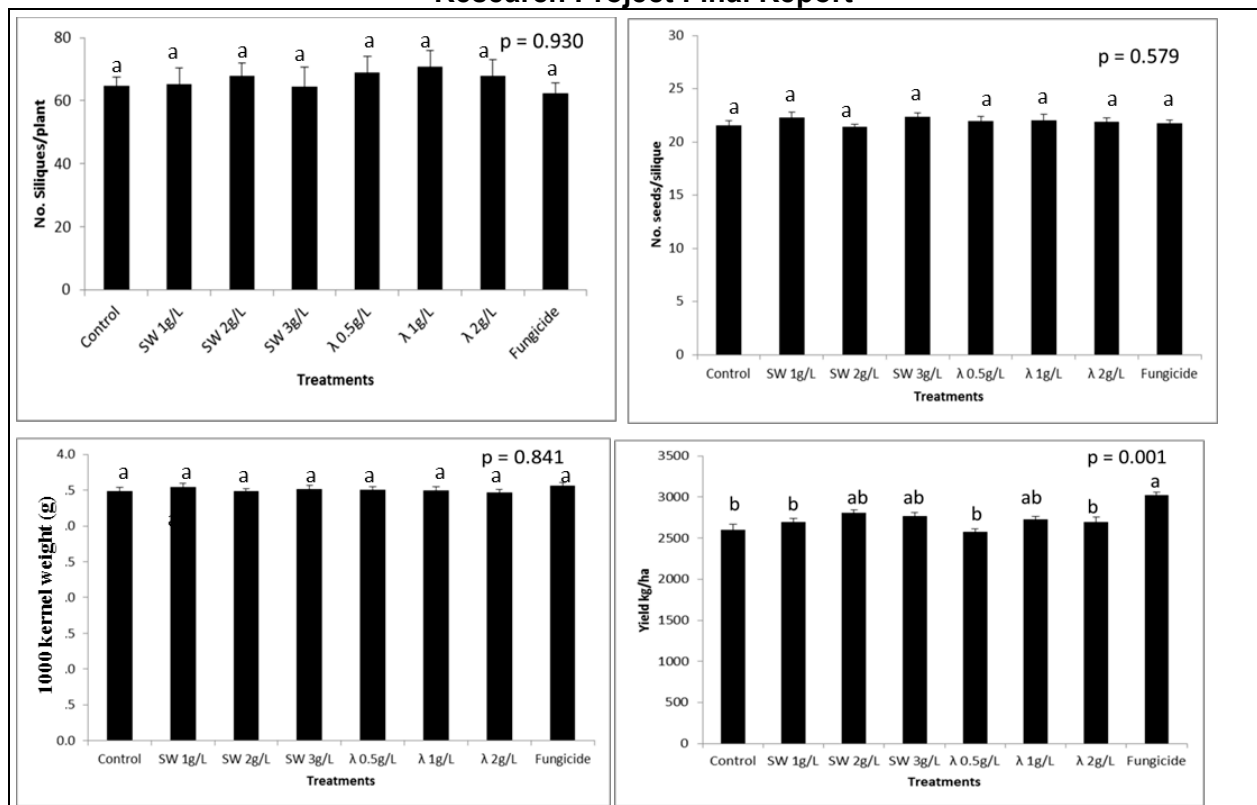 Research Project Final Report
80
60
40
20
0
No. Siliques/plant
a a a a a a a a
p = 0.930
Control SW 1g/L SW 2g/L SW 3g/L λ 0.5g/L λ 1g/L λ 2g/L Fungicide
Treatments
30
25
20
15
10
5
0
No. seeds/silique
p = 0.579
a a a a a a a a
Control SW 1g/L SW 2g/L SW 3g/L λ 0.5g/L λ 1g/L λ 2g/L Fungicide
Treatments
4.0
.5
.0
.5
.0
.5
.0
0.0
1000 kernel weight (g)
p = 0.841
a a a a a a a a
Control SW 1g/L SW 2g/L SW 3g/L λ 0.5g/L λ 1g/L λ 2g/L Fungicide
Treatments
3500
3000
2500
2000
1500
1000
500
0
Yield kg/ha
p = 0.001
b b ab ab b ab b a
Control SW 1g/L SW 2g/L SW 3g/L λ 0.5g/L λ 1g/L λ 2g/L Fungicide
Treatments